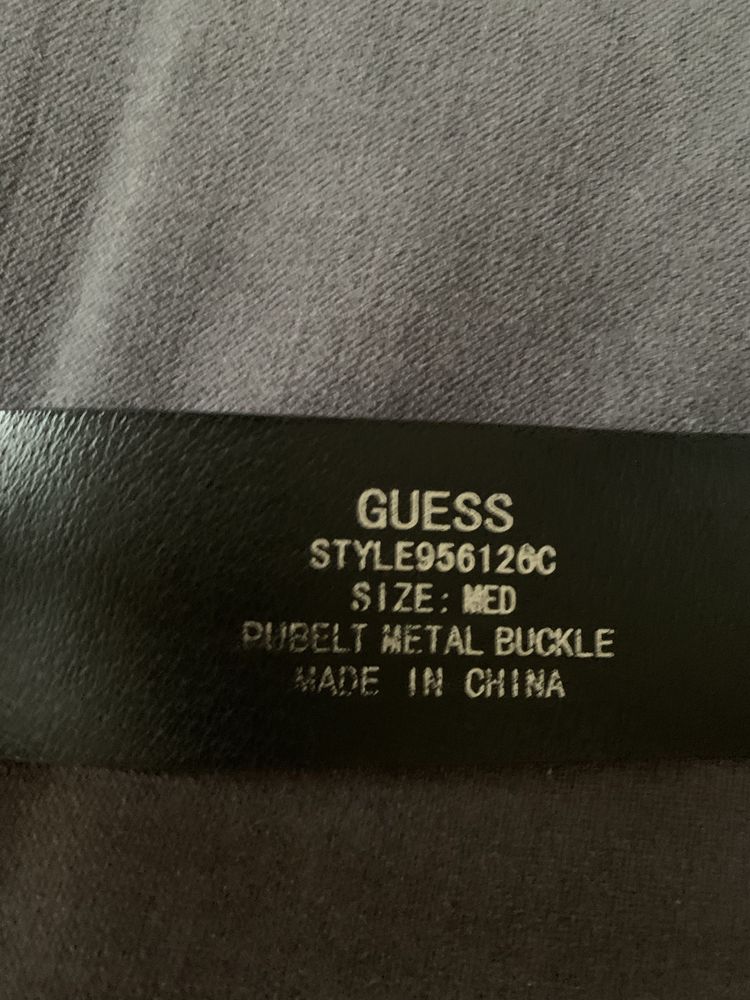 GUESS
STYLE956126C
SIZE: MED
PUBELT METAL BUCKLE
MADE IN CHINA